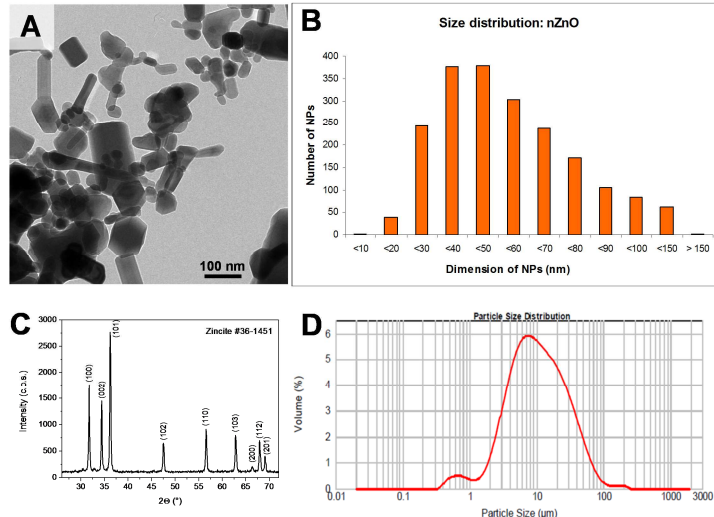 A
100 nm
B
Size distribution: nZnO
Number of NPs
400
350
300
250
200
150
100
50
0
<10 <20 <30 <40 <50 <60 <70 <80 <90 <100 <150 > 150
Dimension of NPs (nm)
C
Zincite #36-1451
Intensity (c.p.s.)
3000
2500
2000
1500
1000
500
0
(100)
(002)
(101)
(102)
(110)
(103)
(200)
(112)
(201)
30 35 40 45 50 55 60 65 70
2Θ (°)
D
Particle Size Distribution
Volume (%)
6
5
4
3
2
1
0
0.01 0.1 1 10 100 1000 3000
Particle Size (µm)